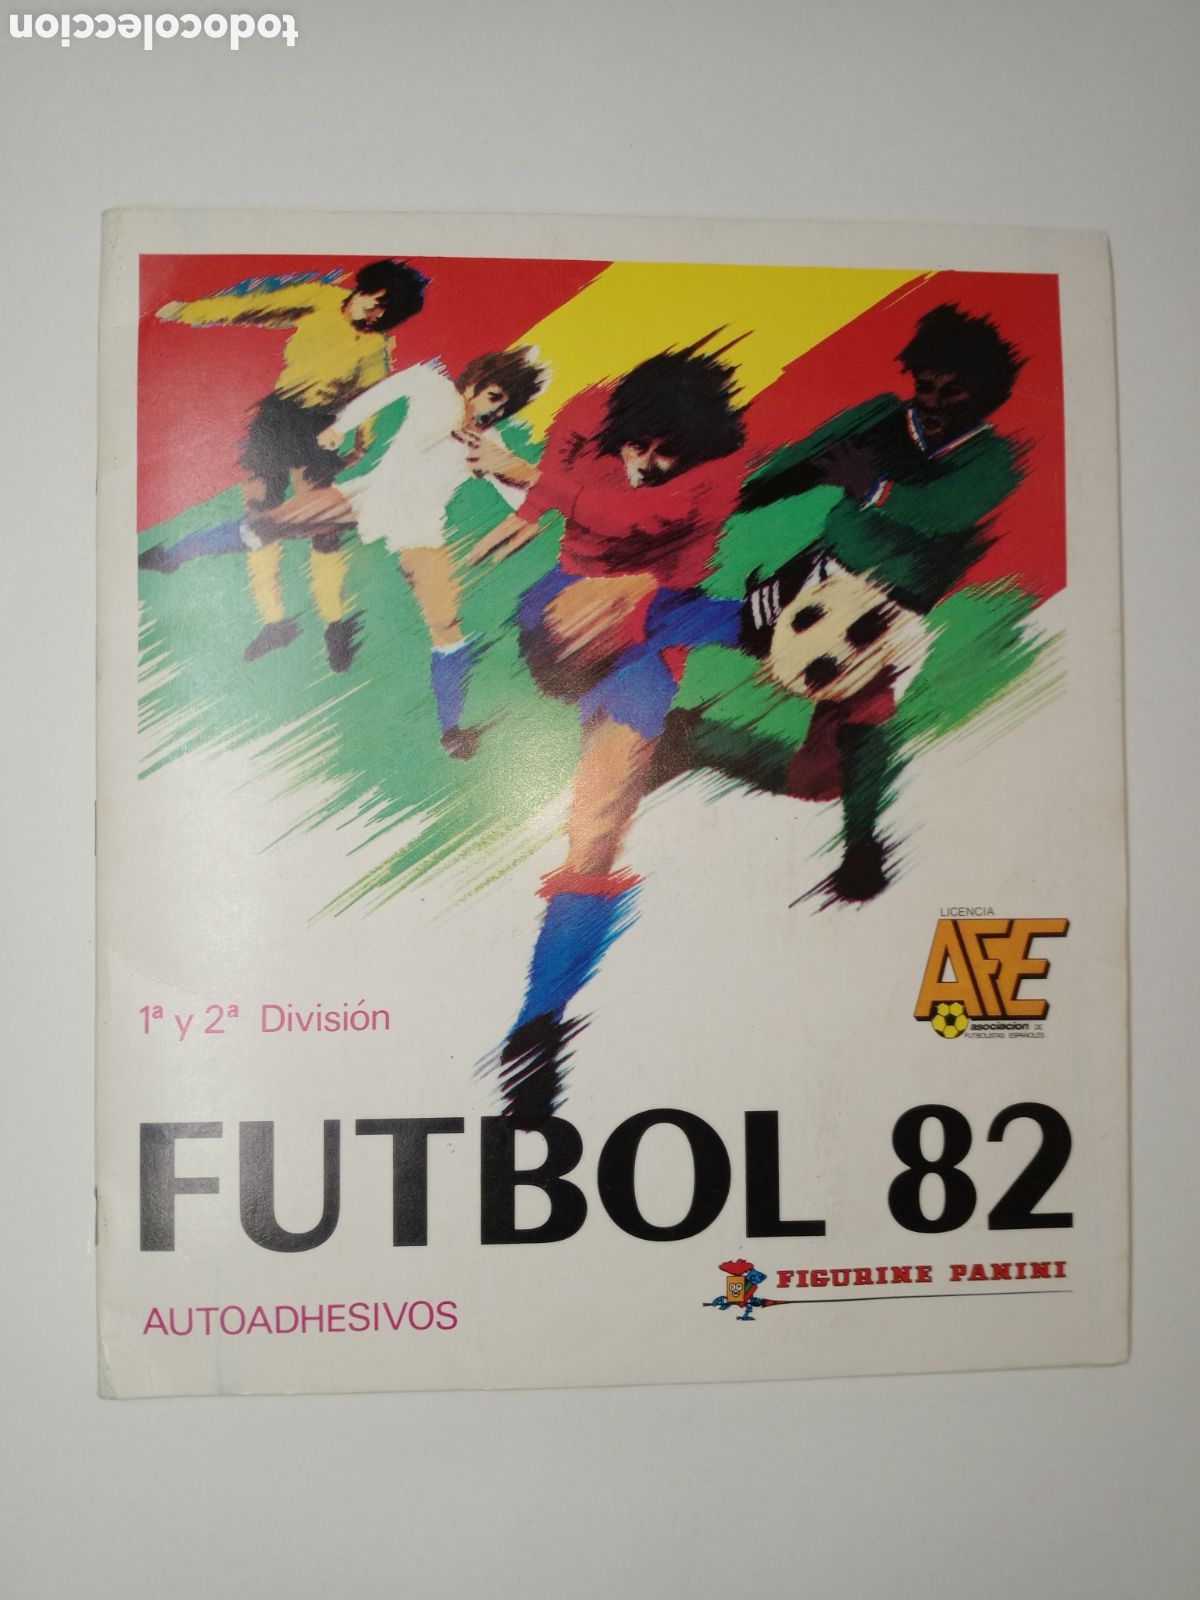 todocoleccion
LICENCIA
AFE
asociacion DE
FUTBOLISTAS ESPAÑOLES
1ª y 2ª División
FUTBOL 82
FIGURINE PANINI
AUTOADHESIVOS